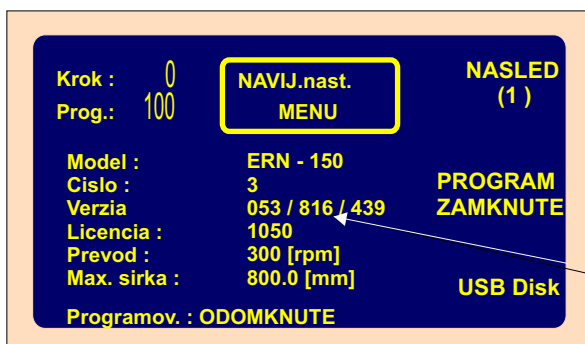 Krok : 0
Prog.: 100
NAVIJ.nast.
MENU
NASLED
(1 )
Model : ERN - 150
Cislo : 3
Verzia 053 / 816 / 439
Licencia : 1050
Prevod : 300 [rpm]
Max. sirka : 800.0 [mm]
Programov. : ODOMKNUTE
PROGRAM
ZAMKNUTE
USB Disk